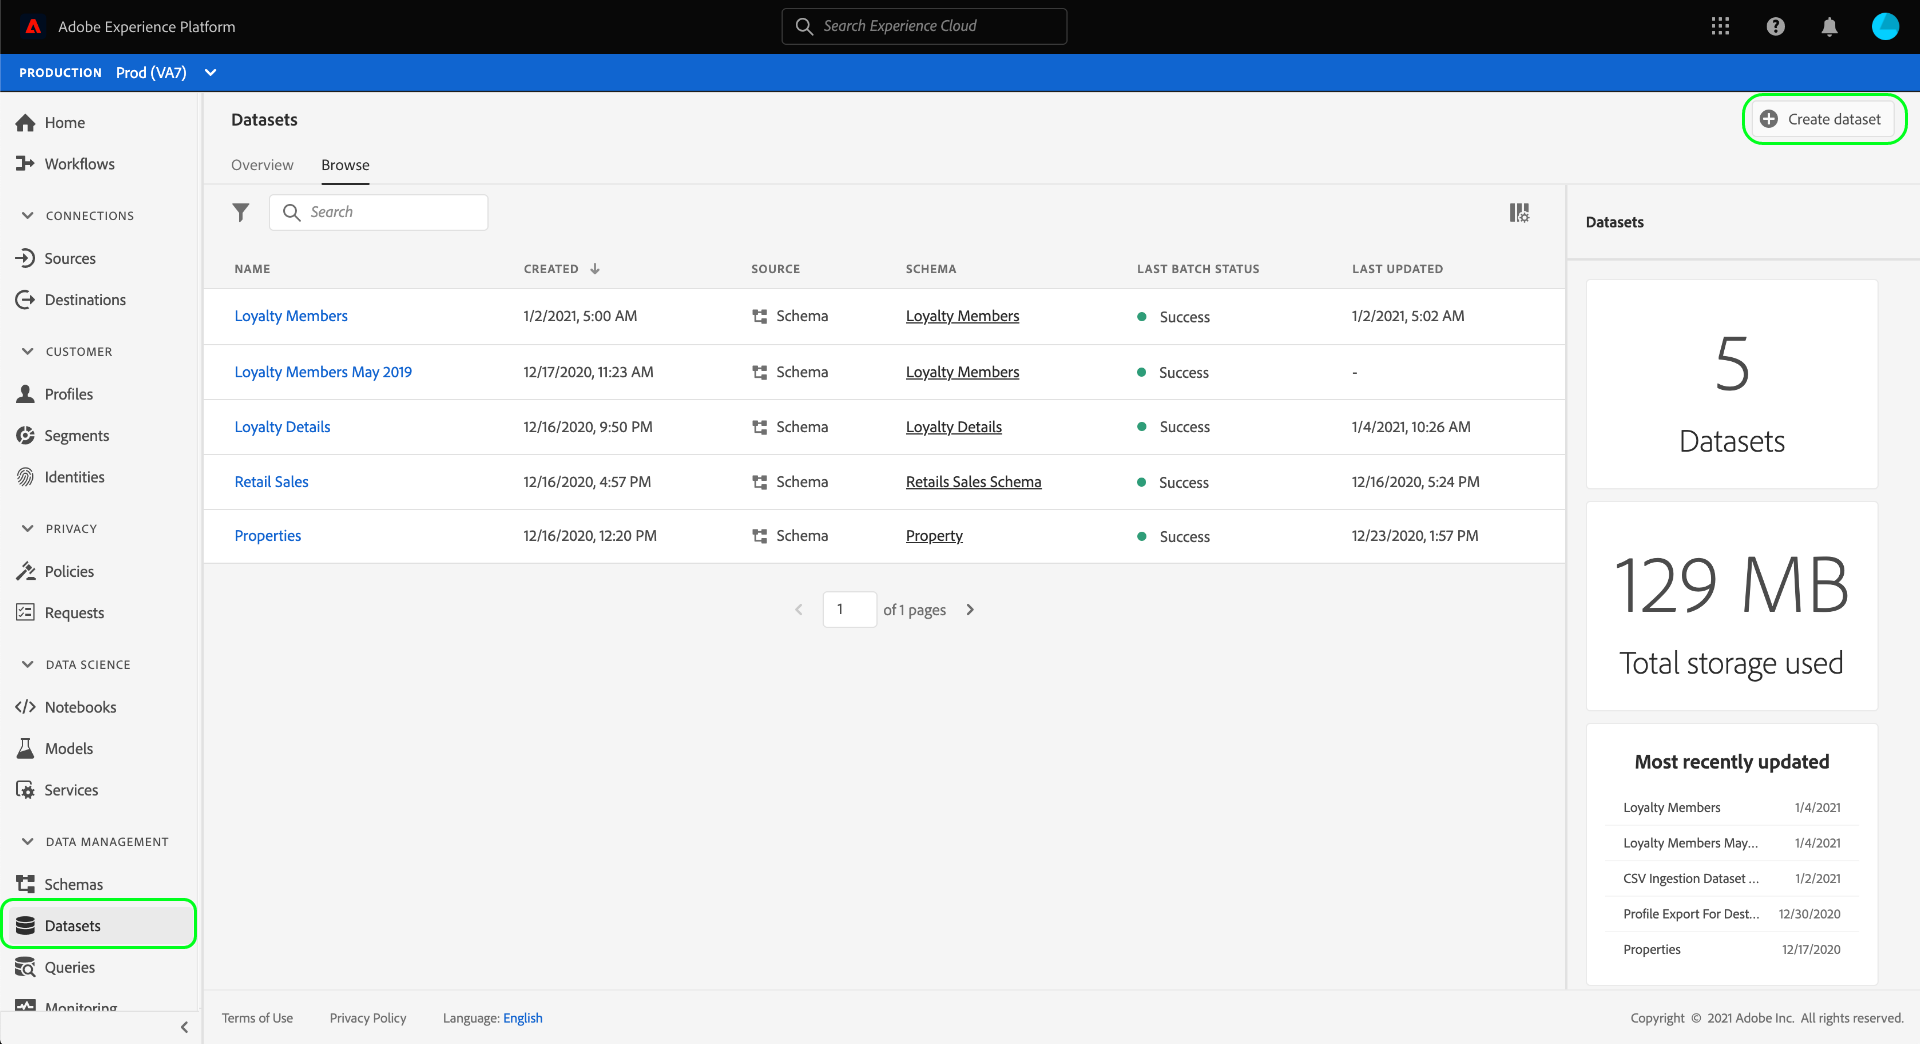 Adobe Experience Platform
Search Experience Cloud
PRODUCTION Prod (VA7)
Home
Workflows
CONNECTIONS
Sources
Destinations
CUSTOMER
Profiles
Segments
Identities
PRIVACY
Policies
Requests
DATA SCIENCE
Notebooks
Models
Services
DATA MANAGEMENT
Schemas
Datasets
Queries
Monitoring
Datasets
Create dataset
Overview Browse
Search
NAME CREATED SOURCE SCHEMA LAST BATCH STATUS LAST UPDATED
Loyalty Members 1/2/2021, 5:00 AM Schema Loyalty Members Success 1/2/2021, 5:02 AM
Loyalty Members May 2019 12/17/2020, 11:23 AM Schema Loyalty Members Success -
Loyalty Details 12/16/2020, 9:50 PM Schema Loyalty Details Success 1/4/2021, 10:26 AM
Retail Sales 12/16/2020, 4:57 PM Schema Retails Sales Schema Success 12/16/2020, 5:24 PM
Properties 12/16/2020, 12:20 PM Schema Property Success 12/23/2020, 1:57 PM
1 of 1 pages
Datasets
5
Datasets
129 MB
Total storage used
Most recently updated
Loyalty Members 1/4/2021
Loyalty Members May... 1/4/2021
CSV Ingestion Dataset ... 1/2/2021
Profile Export For Dest... 12/30/2020
Properties 12/17/2020
Terms of Use Privacy Policy Language: English
Copyright © 2021 Adobe Inc. All rights reserved.